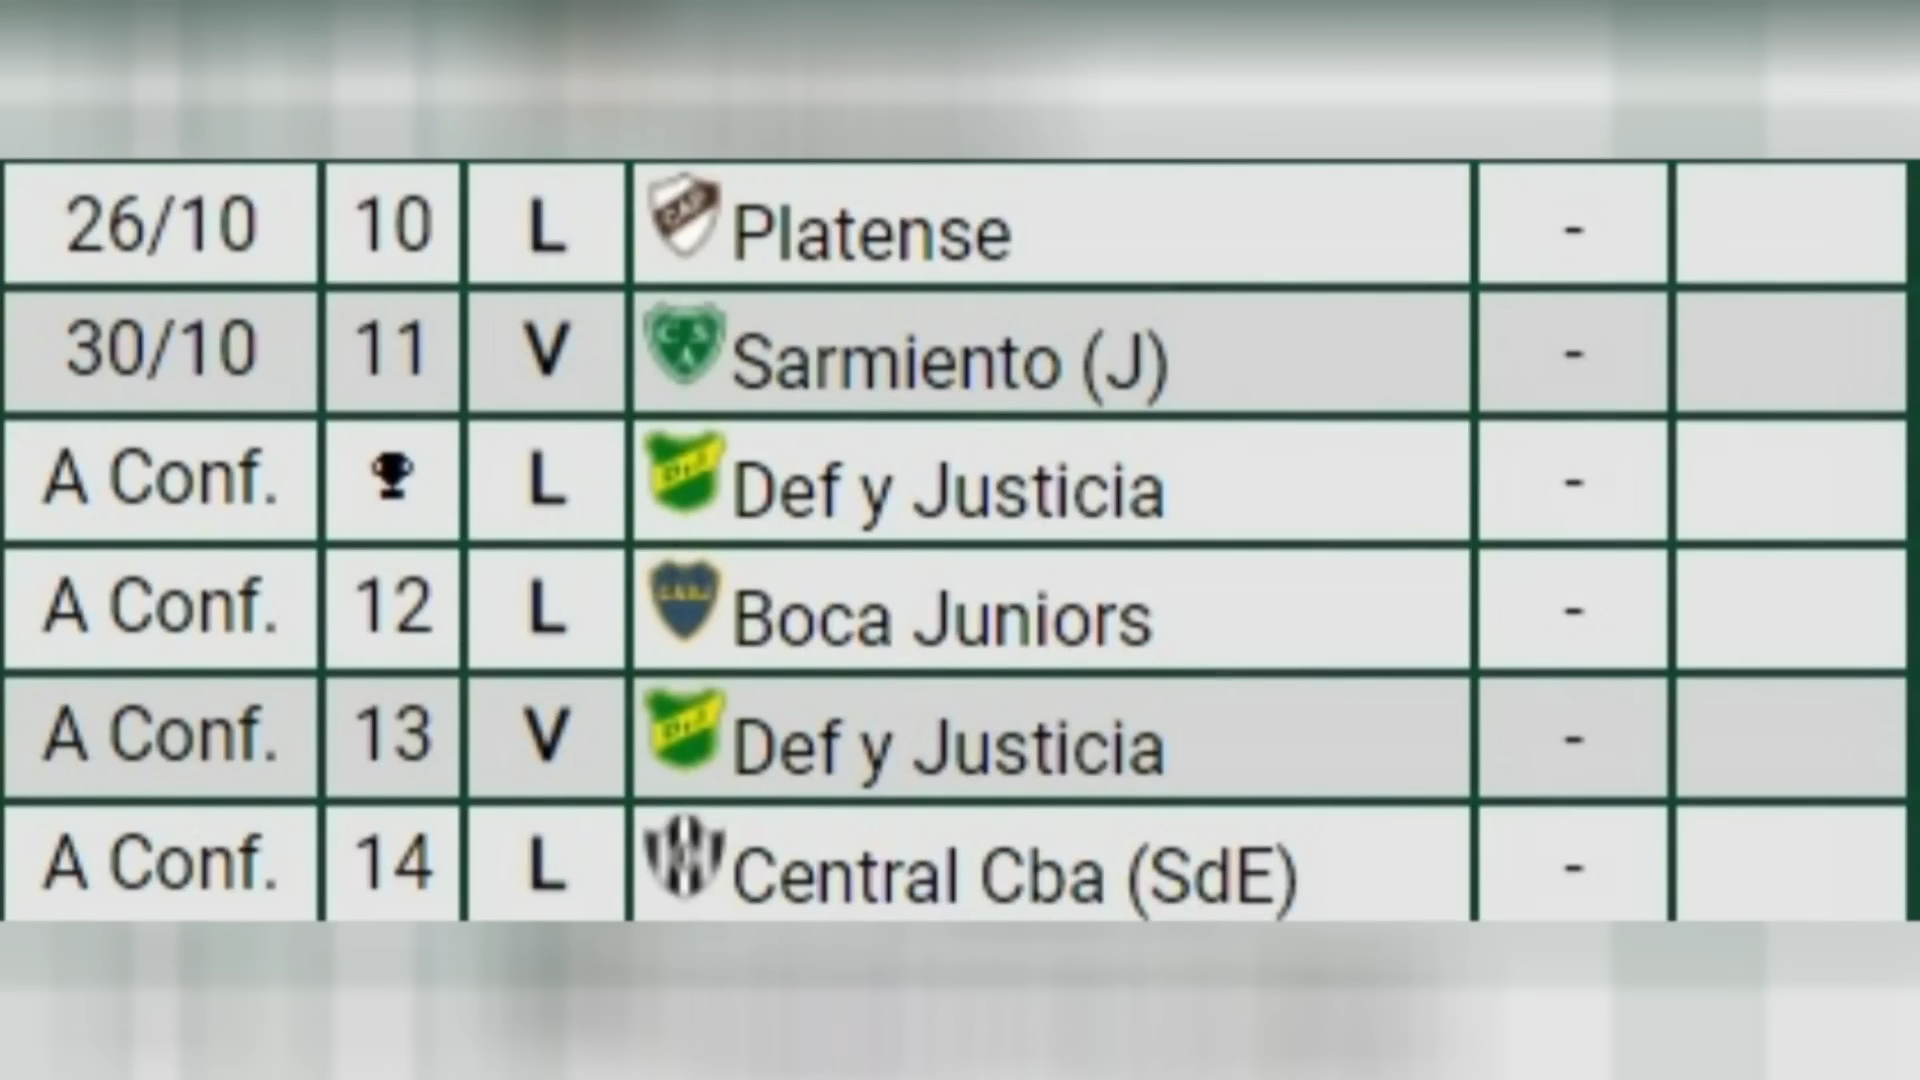 26/10 10 L Platense -
30/10 11 V Sarmiento (J) -
A Conf. L Def y Justicia -
A Conf. 12 L Boca Juniors -
A Conf. 13 V Def y Justicia -
A Conf. 14 L Central Cba (SdE) -